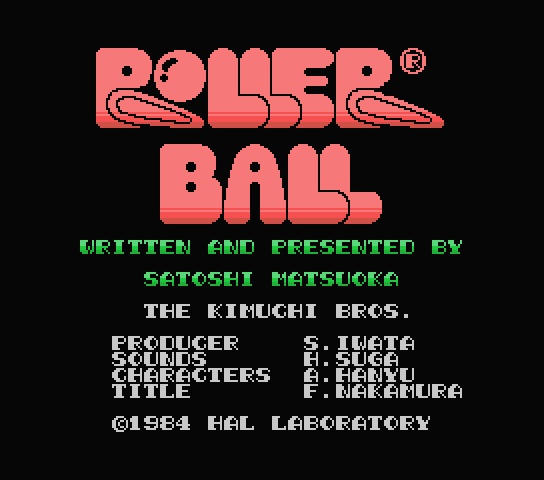 ROLLER®
BALL
WRITTEN AND PRESENTED BY
SATOSHI MATSUOKA
THE KIMUCHI BROS.
PRODUCER S.IWATA
SOUNDS H.SUGA
CHARACTERS A.HANYU
TITLE F.NAKAMURA
©1984 HAL LABORATORY